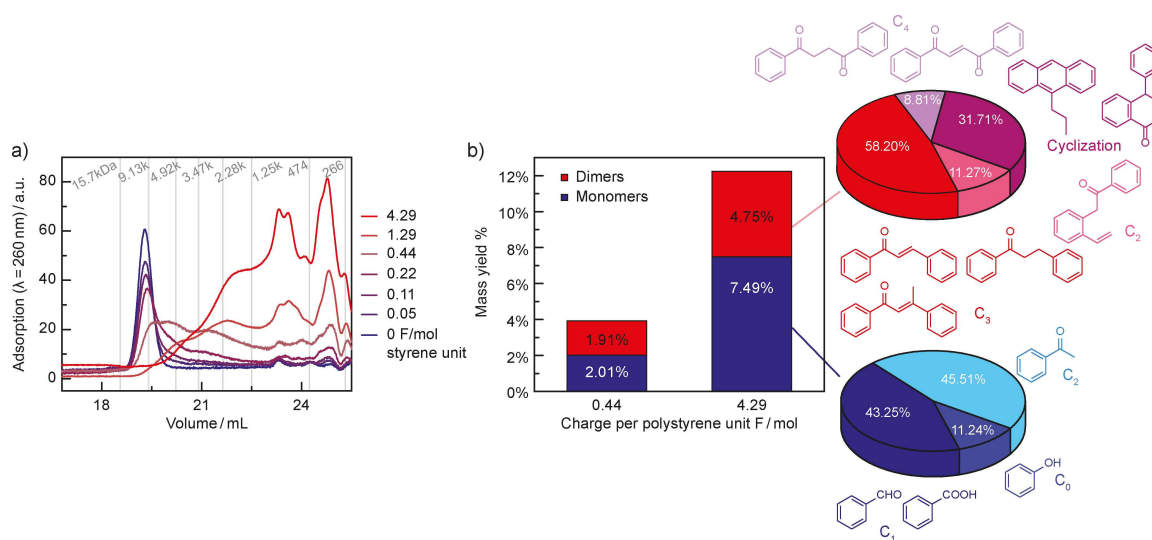 a)
15.7kDa
9.13k
4.92k
3.47k
2.28k
1.25k
474
266
80
60
40
20
0
Adsorption (λ = 260 nm) / a.u.
18
21
24
Volume / mL
4.29
1.29
0.44
0.22
0.11
0.05
0 F/mol
styrene unit
b)
12%
10%
8%
6%
4%
2%
0%
Mass yield %
Dimers
Monomers
1.91%
2.01%
4.75%
7.49%
0.44
4.29
Charge per polystyrene unit F / mol
O
O
C4
O
O
O
8.81%
31.71%
58.20%
11.27%
Cyclization
O
C2
O
O
O
C3
O
C2
45.51%
43.25%
11.24%
OH
C0
CHO
COOH
C1